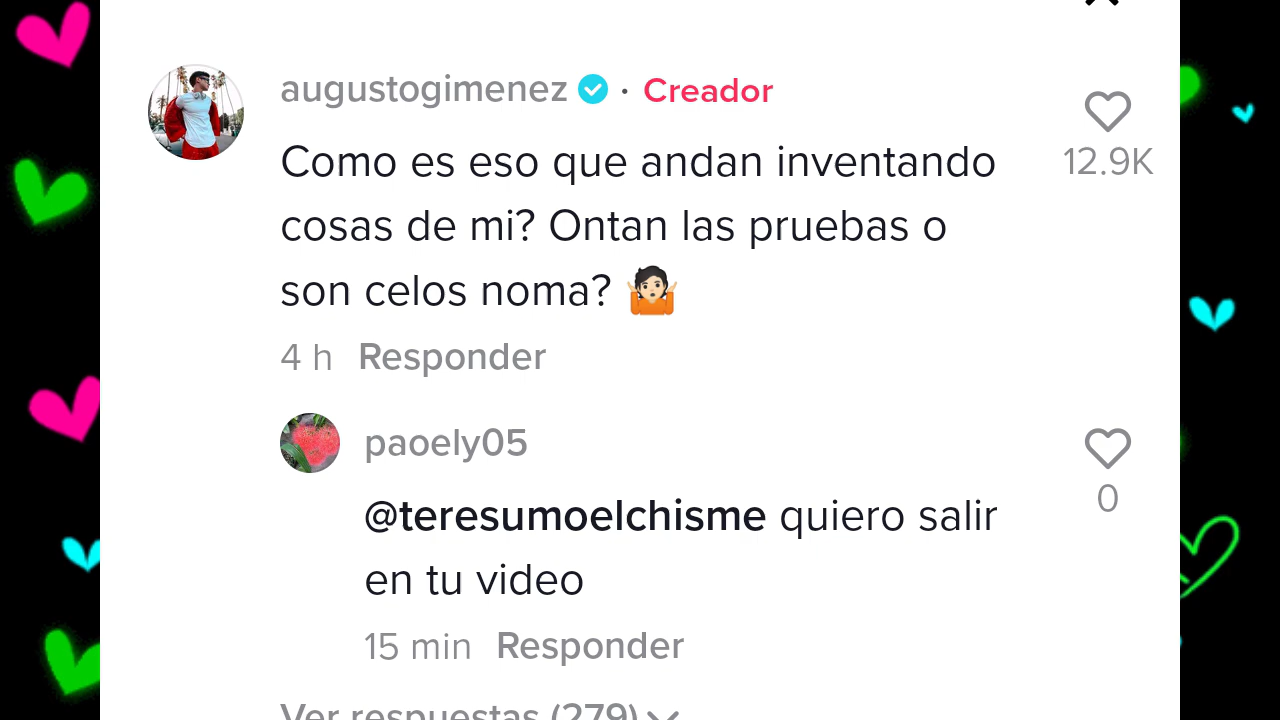 augustogimenez · Creador
Como es eso que andan inventando
12.9K
cosas de mi? Ontan las pruebas o
son celos noma? 🤷🏻
4 h Responder
paoely05
@teresumoelchisme quiero salir
0
en tu video
15 min Responder
Ver respuestas (279)